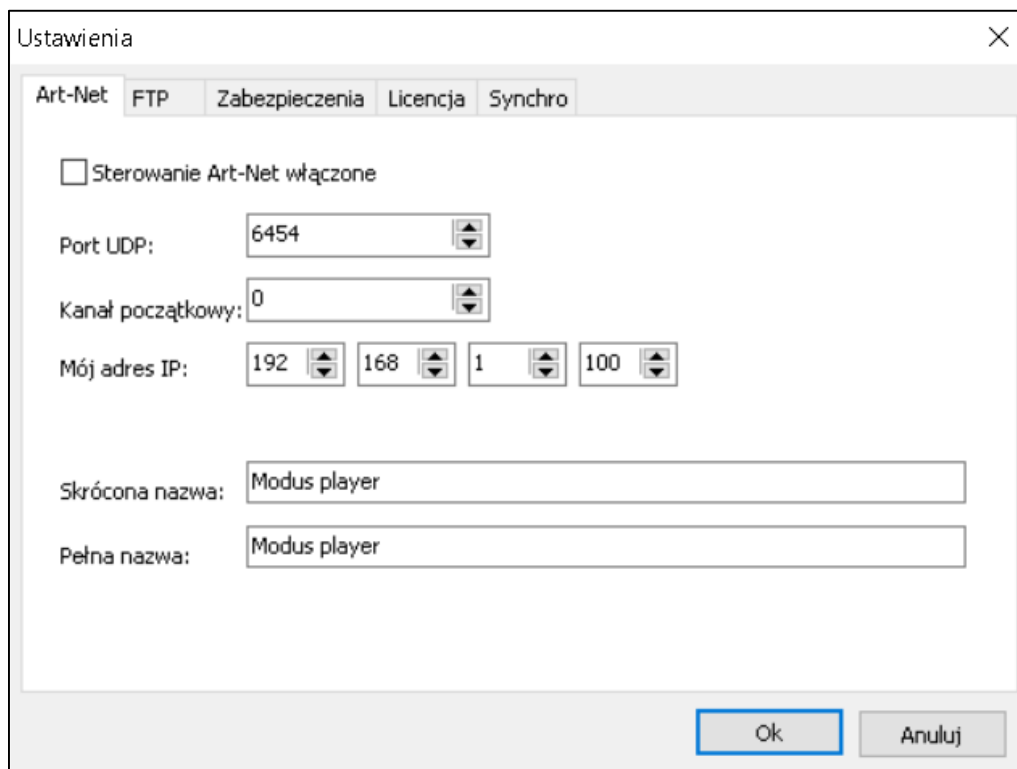 Ustawienia
Art-Net FTP Zabezpieczenia Licencja Synchro
Sterowanie Art-Net włączone
Port UDP: 6454
Kanał początkowy: 0
Mój adres IP: 192 168 1 100
Skrócona nazwa: Modus player
Pełna nazwa: Modus player
Ok Anuluj